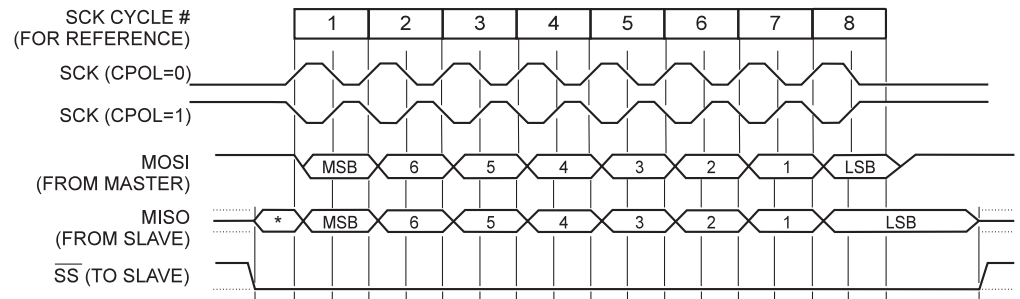 SCK CYCLE #
(FOR REFERENCE)
1 2 3 4 5 6 7 8
SCK (CPOL=0)
SCK (CPOL=1)
MOSI
(FROM MASTER)
MSB 6 5 4 3 2 1 LSB
MISO
(FROM SLAVE)
* MSB 6 5 4 3 2 1 LSB
SS (TO SLAVE)